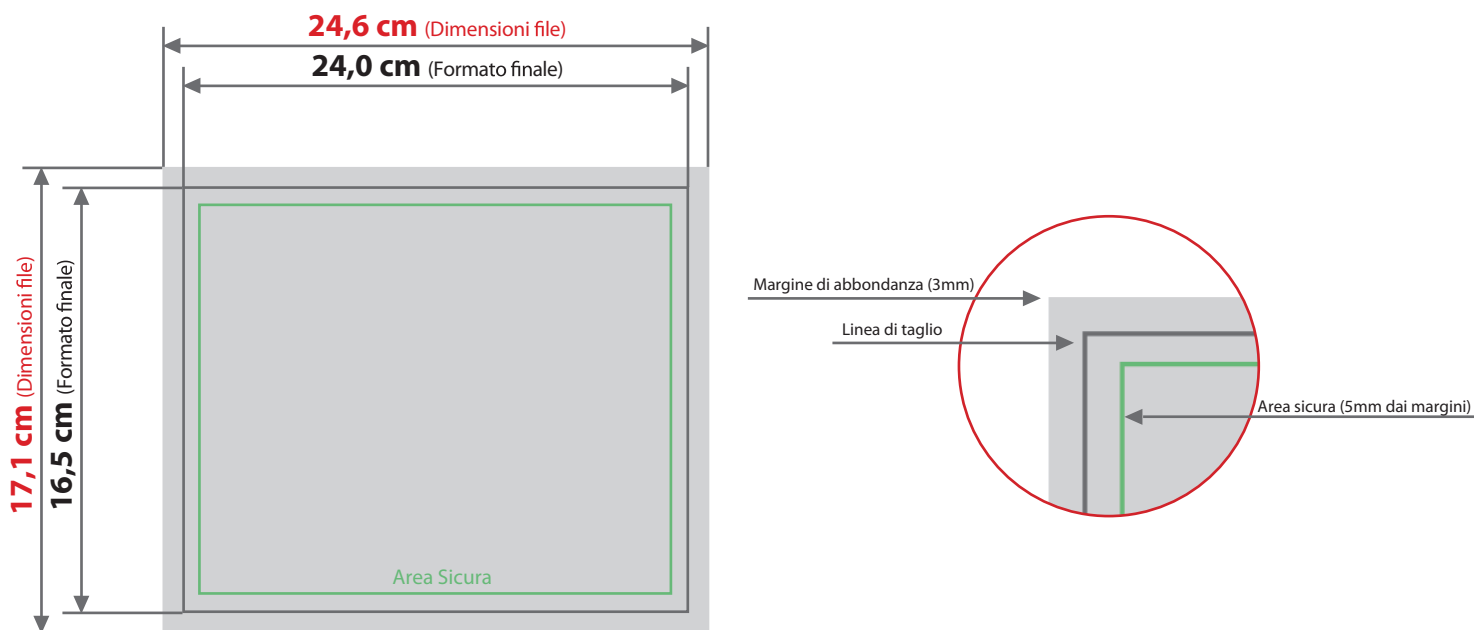 24,6 cm (Dimensioni file)
24,0 cm (Formato finale)
17,1 cm (Dimensioni file)
16,5 cm (Formato finale)
Area Sicura
Margine di abbondanza (3mm)
Linea di taglio
Area sicura (5mm dai margini)